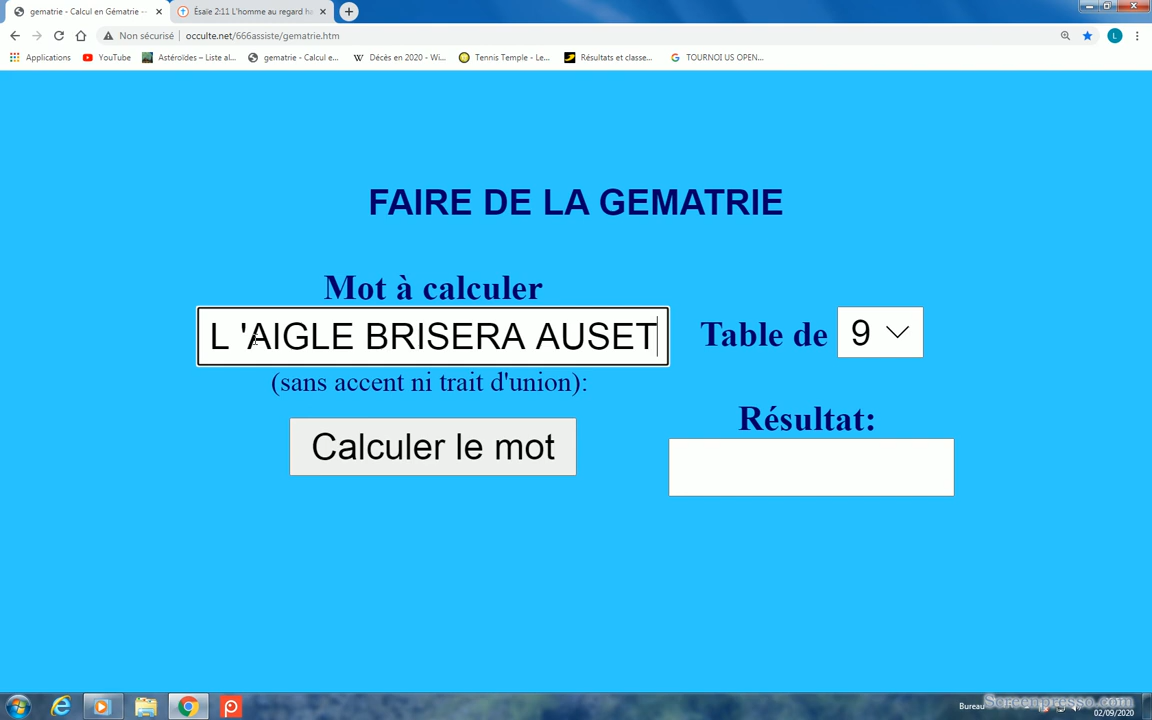 gematrie - Calcul en Gématrie -
Ésaïe 2:11 L'homme au regard ha
Non sécurisé | occulte.net/666assiste/gematrie.htm
L
Applications YouTube Astéroïdes – Liste al... gematrie - Calcul e... Décès en 2020 - Wi... Tennis Temple - Le... Résultats et classe... TOURNOI US OPEN...
FAIRE DE LA GEMATRIE
Mot à calculer
L 'AIGLE BRISERA AUSET
Table de 9
(sans accent ni trait d'union):
Calculer le mot
Résultat:
Bureau
Screenpresso.com
02/09/2020